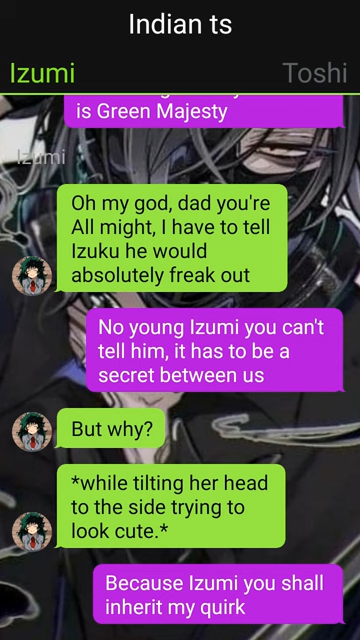 Indian ts
Izumi
Toshi
is Green Majesty
Izumi
Oh my god, dad you're
All might, I have to tell
Izuku he would
absolutely freak out
No young Izumi you can't
tell him, it has to be a
secret between us
But why?
*while tilting her head
to the side trying to
look cute.*
Because Izumi you shall
inherit my quirk